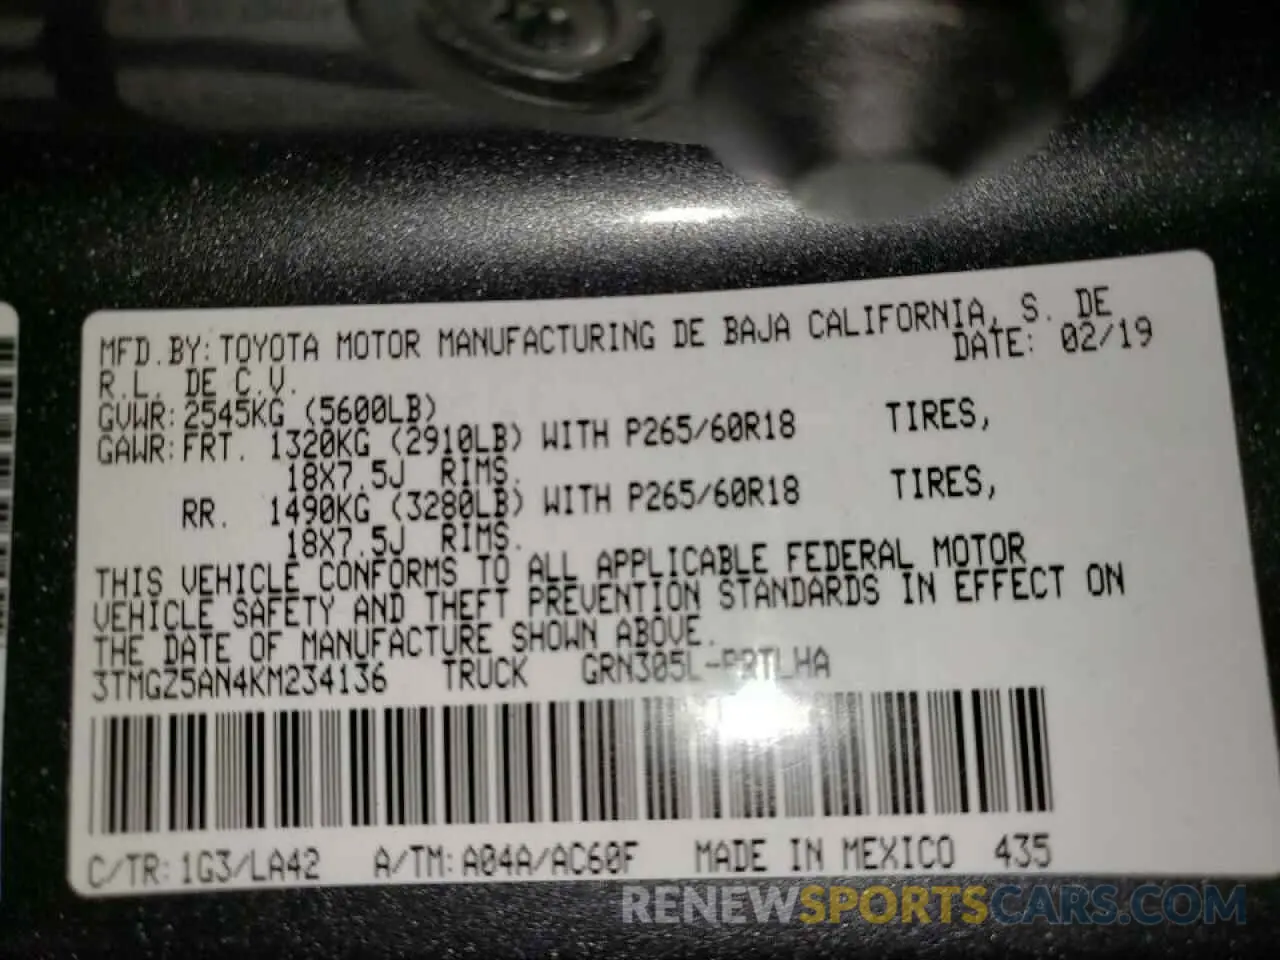 MFD.BY:TOYOTA MOTOR MANUFACTURING DE BAJA CALIFORNIA, S. DE
R.L. DE C.V. DATE: 02/19
GVWR:2545KG (5600LB)
GAWR:FRT. 1320KG (2910LB) WITH P265/60R18 TIRES,
18X7.5J RIMS.
RR. 1490KG (3280LB) WITH P265/60R18 TIRES,
18X7.5J RIMS.
THIS VEHICLE CONFORMS TO ALL APPLICABLE FEDERAL MOTOR
VEHICLE SAFETY AND THEFT PREVENTION STANDARDS IN EFFECT ON
THE DATE OF MANUFACTURE SHOWN ABOVE.
3TMGZ5AN4KM234136 TRUCK GRN305L-PRTLHA
C/TR:1G3/LA42 A/TM:A04A/AC60F MADE IN MEXICO 435
RENEWSPORTSCARS.COM